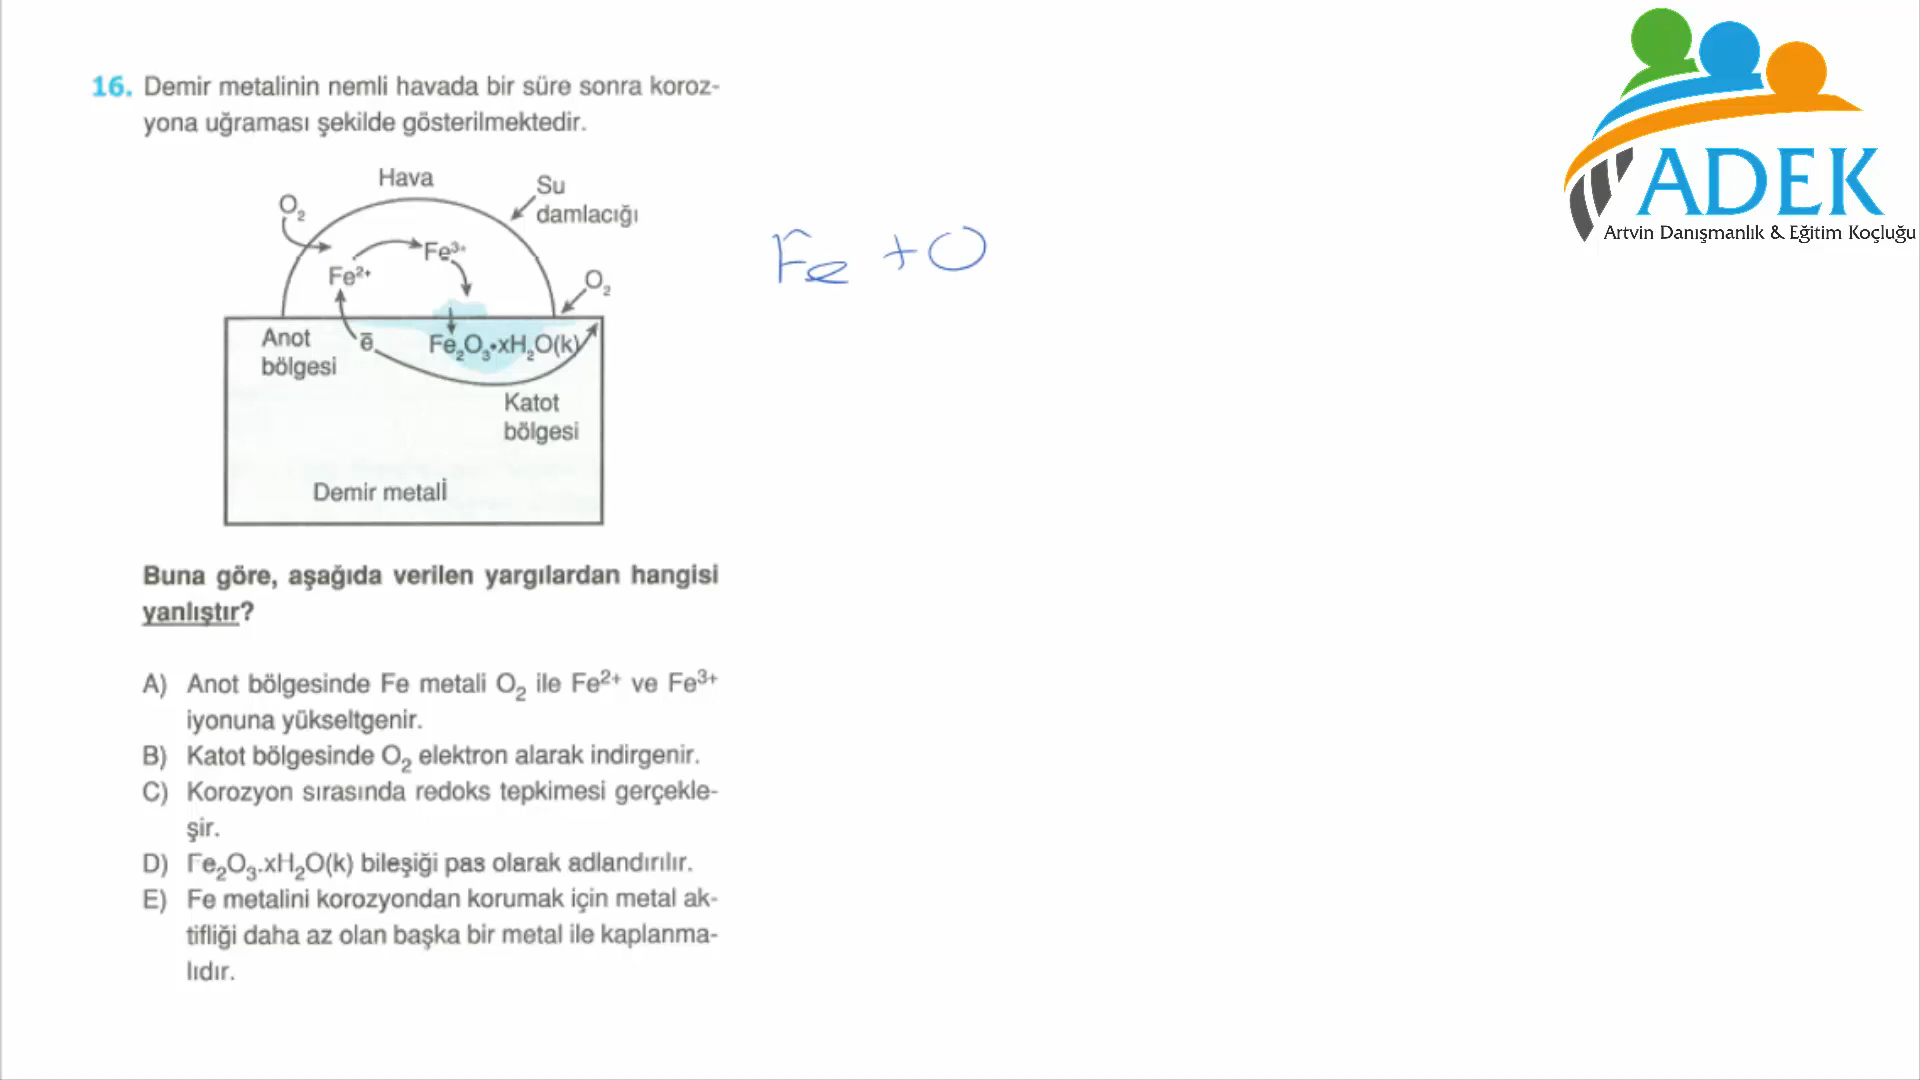 16. Demir metalinin nemli havada bir süre sonra koroz-
yona uğraması şekilde gösterilmektedir.
Hava
O₂
Su
damlacığı
Fe³⁺
Fe²⁺
O₂
Anot
bölgesi
ē
Fe₂O₃•xH₂O(k)
Katot
bölgesi
Demir metali
Buna göre, aşağıda verilen yargılardan hangisi
yanlıştır?
A) Anot bölgesinde Fe metali O₂ ile Fe²⁺ ve Fe³⁺
iyonuna yükseltgenir.
B) Katot bölgesinde O₂ elektron alarak indirgenir.
C) Korozyon sırasında redoks tepkimesi gerçekle-
şir.
D) Fe₂O₃.xH₂O(k) bileşiği pas olarak adlandırılır.
E) Fe metalini korozyondan korumak için metal ak-
tifliği daha az olan başka bir metal ile kaplanma-
lıdır.
Fe + O
ADEK
Artvin Danışmanlık & Eğitim Koçluğu